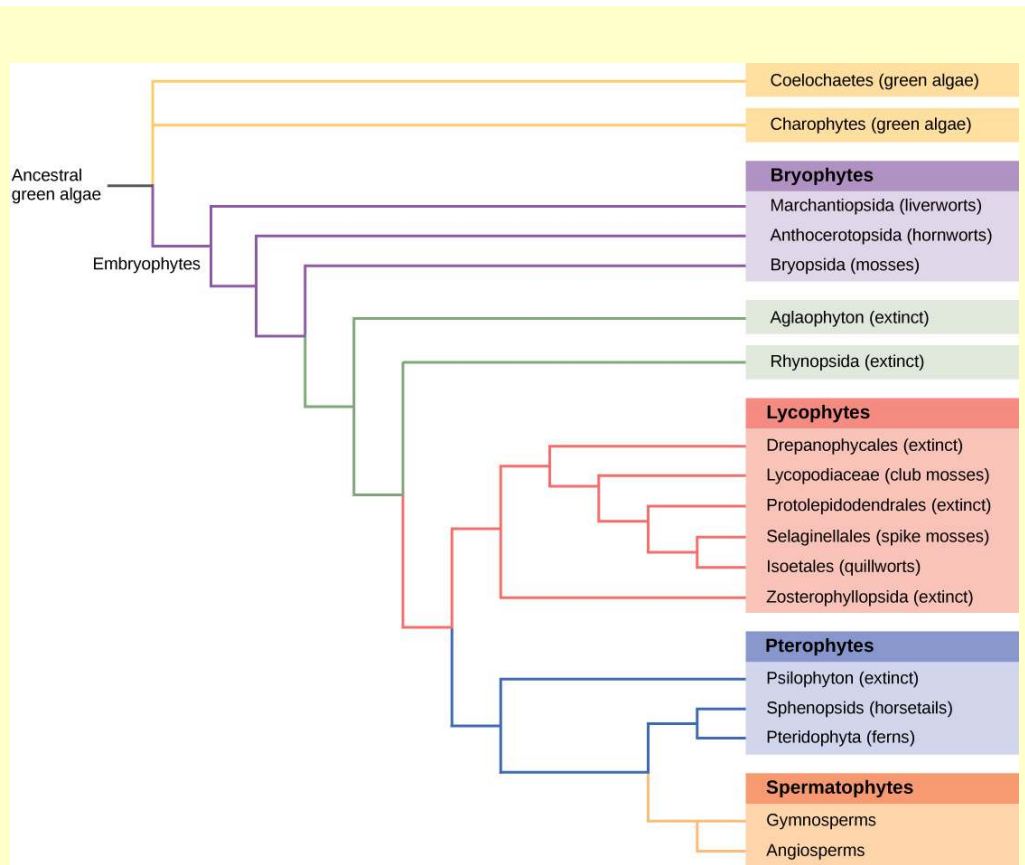 Coelochaetes (green algae)
Charophytes (green algae)
Ancestral
green algae
Embryophytes
Bryophytes
Marchantiopsida (liverworts)
Anthocerotopsida (hornworts)
Bryopsida (mosses)
Aglaophyton (extinct)
Rhynopsida (extinct)
Lycophytes
Drepanophycales (extinct)
Lycopodiaceae (club mosses)
Protolepidodendrales (extinct)
Selaginellales (spike mosses)
Isoetales (quillworts)
Zosterophyllopsida (extinct)
Pterophytes
Psilophyton (extinct)
Sphenopsids (horsetails)
Pteridophyta (ferns)
Spermatophytes
Gymnosperms
Angiosperms